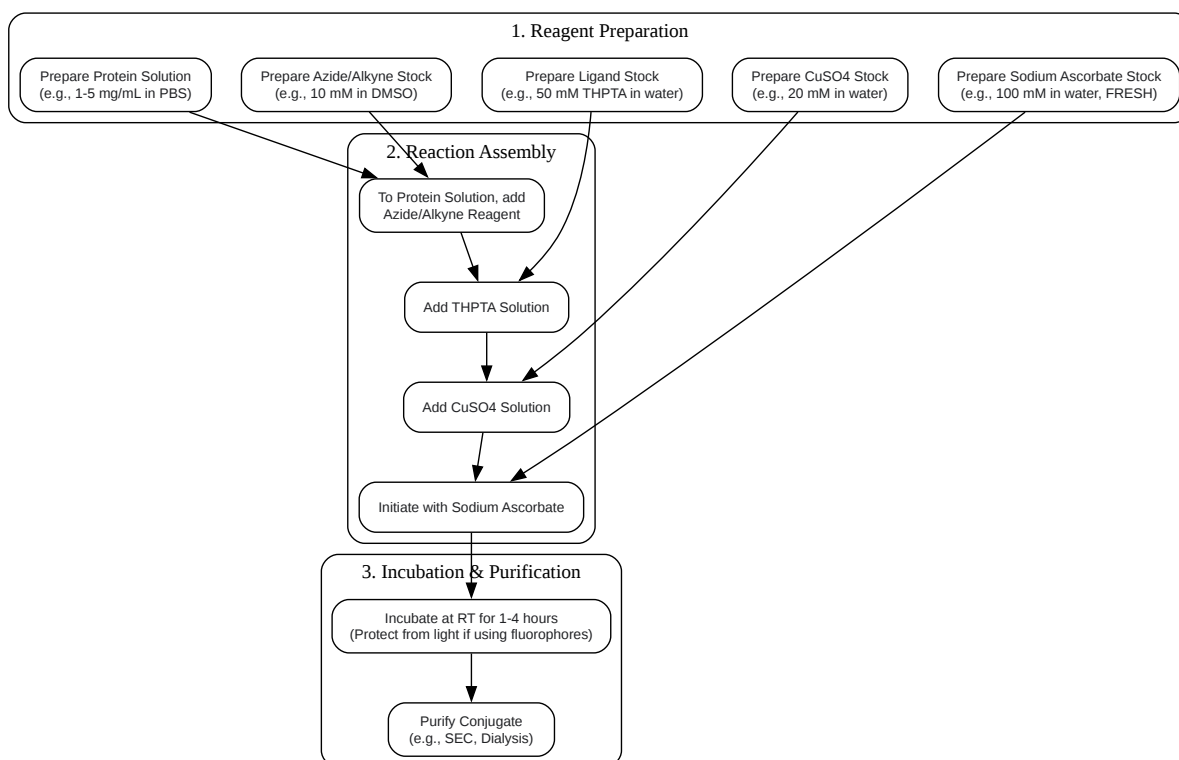 1. Reagent Preparation
Prepare Protein Solution
(e.g., 1-5 mg/mL in PBS)
Prepare Azide/Alkyne Stock
(e.g., 10 mM in DMSO)
Prepare Ligand Stock
(e.g., 50 mM THPTA in water)
Prepare CuSO4 Stock
(e.g., 20 mM in water)
Prepare Sodium Ascorbate Stock
(e.g., 100 mM in water, FRESH)
2. Reaction Assembly
To Protein Solution, add
Azide/Alkyne Reagent
Add THPTA Solution
Add CuSO4 Solution
Initiate with Sodium Ascorbate
3. Incubation & Purification
Incubate at RT for 1-4 hours
(Protect from light if using fluorophores)
Purify Conjugate
(e.g., SEC, Dialysis)